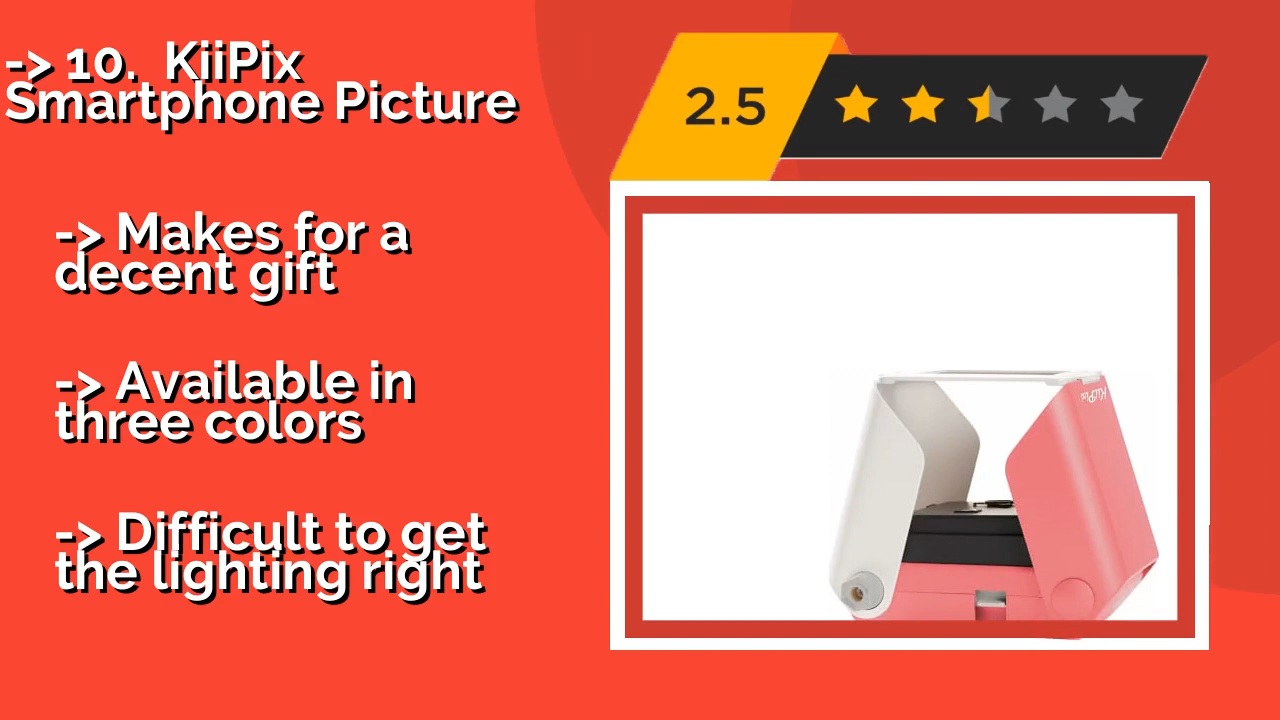 -> 10.  KiiPix
Smartphone Picture
2.5
-> Makes for a
decent gift
-> Available in
three colors
-> Difficult to get
the lighting right
KiiPix